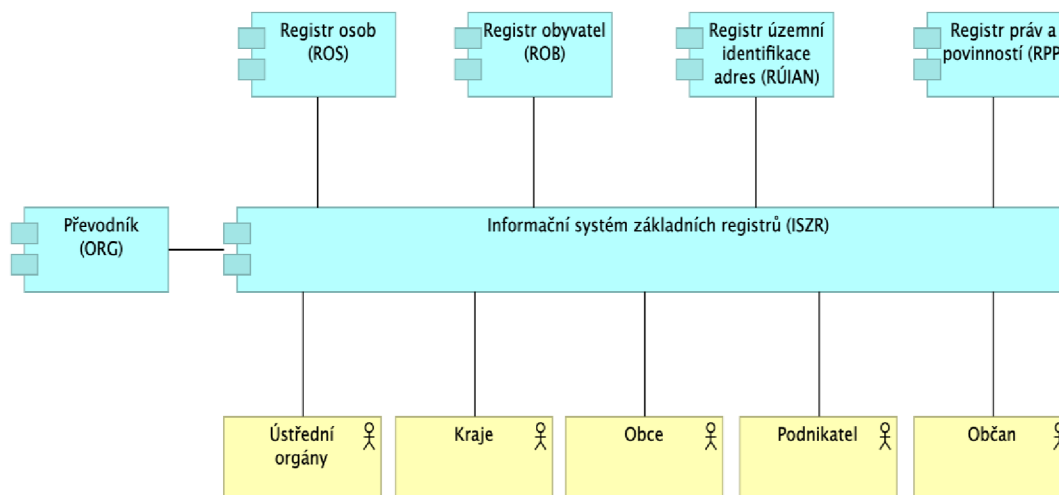 Registr osob
(ROS)
Registr obyvatel
(ROB)
Registr územní
identifikace
adres (RÚIAN)
Registr práv a
povinností (RPP
Převodník
(ORG)
Informační systém základních registrů (ISZR)
Ústřední
orgány
Kraje
Obce
Podnikatel
Občan